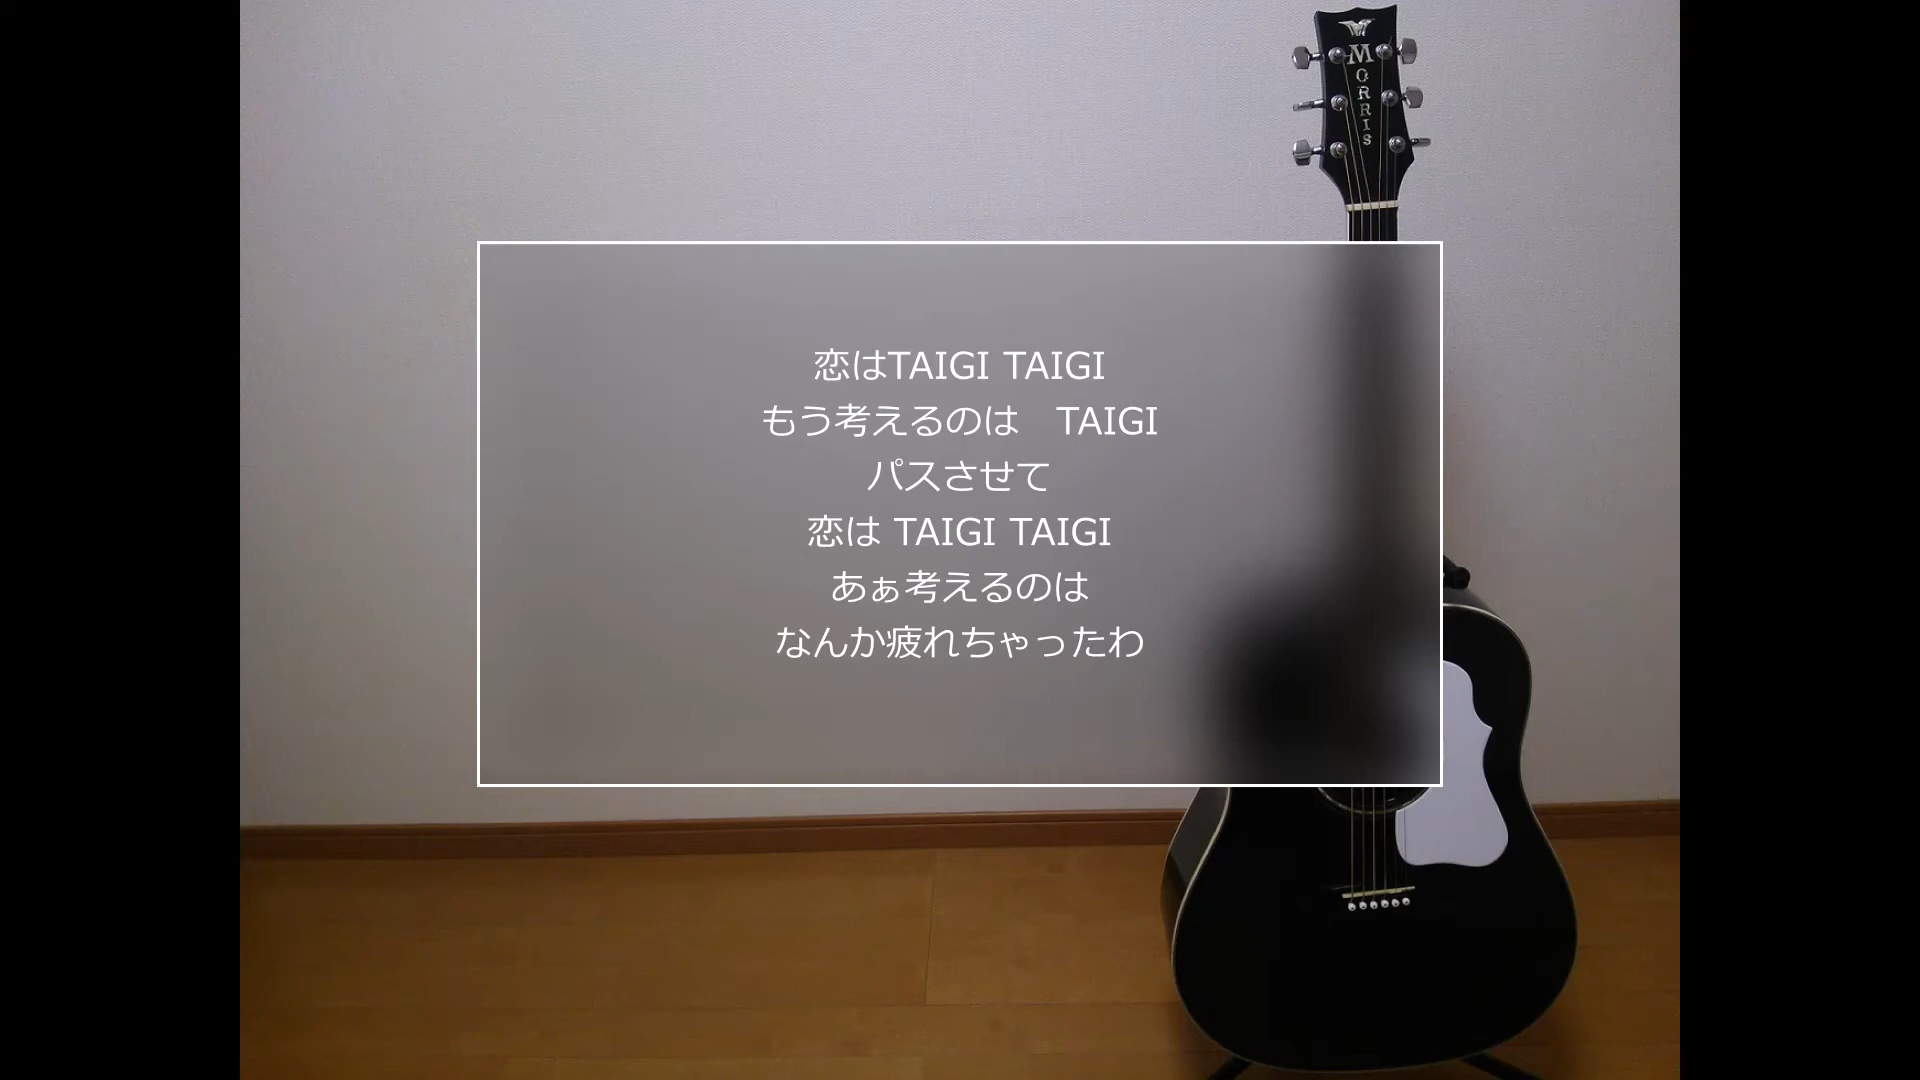 MORRIS
恋はTAIGI TAIGI
もう考えるのは　TAIGI
パスさせて
恋は TAIGI TAIGI
あぁ考えるのは
なんか疲れちゃったわ